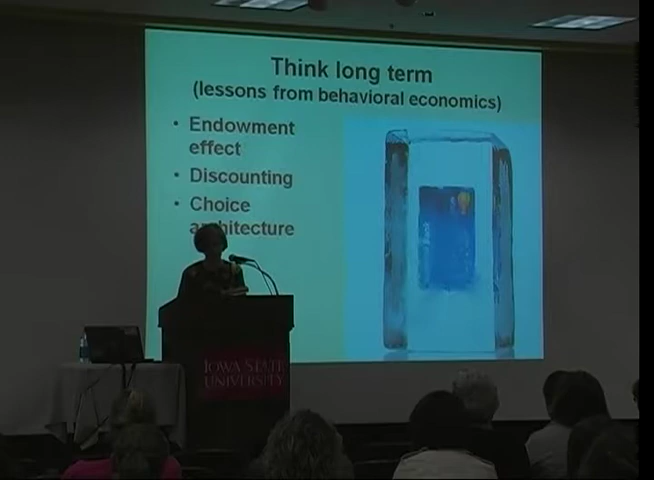 Think long term
(lessons from behavioral economics)
• Endowment
effect
• Discounting
• Choice
architecture
IOWA STATE
UNIVERSITY